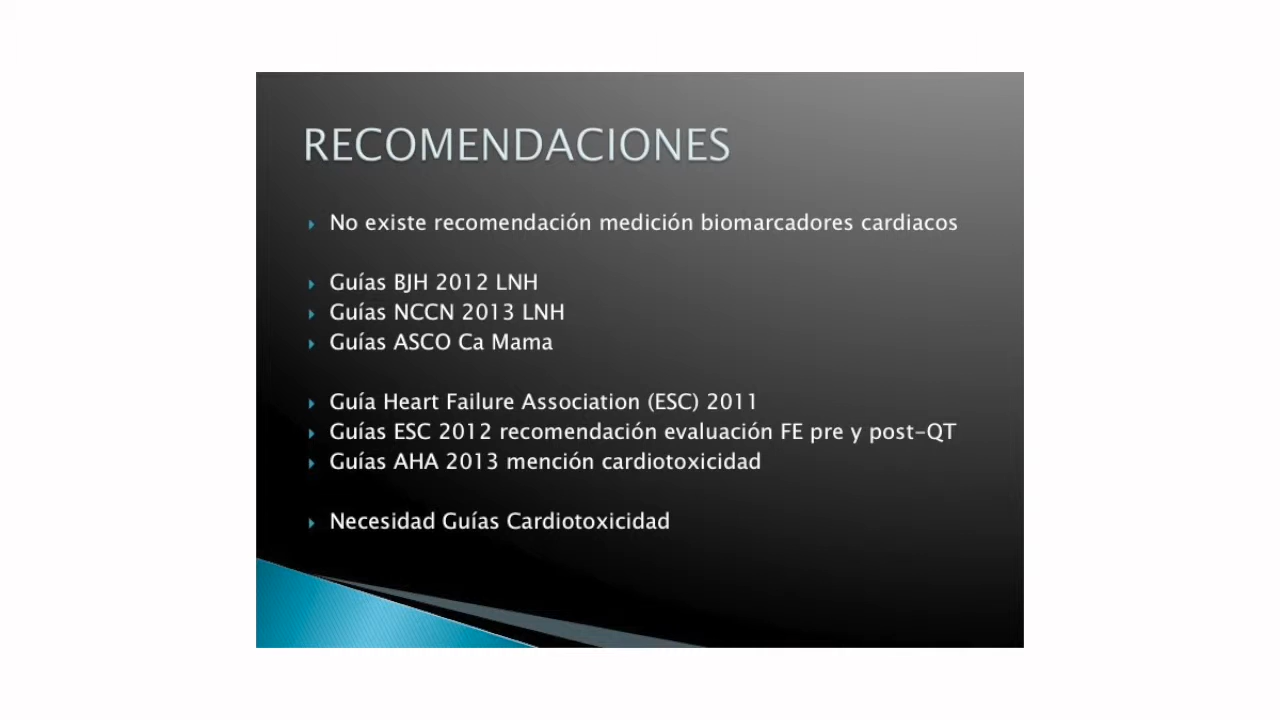 RECOMENDACIONES
No existe recomendación medición biomarcadores cardiacos
Guías BJH 2012 LNH
Guías NCCN 2013 LNH
Guías ASCO Ca Mama
Guía Heart Failure Association (ESC) 2011
Guías ESC 2012 recomendación evaluación FE pre y post-QT
Guías AHA 2013 mención cardiotoxicidad
Necesidad Guías Cardiotoxicidad